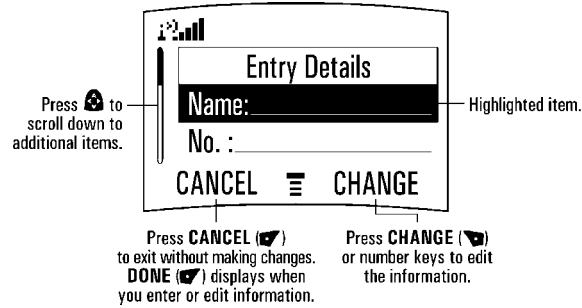 Entry Details
Name:
No. :
CANCEL CHANGE
Press to
scroll down to
additional items.
Highlighted item.
Press CANCEL ( )
to exit without making changes.
DONE ( ) displays when
you enter or edit information.
Press CHANGE ( )
or number keys to edit
the information.